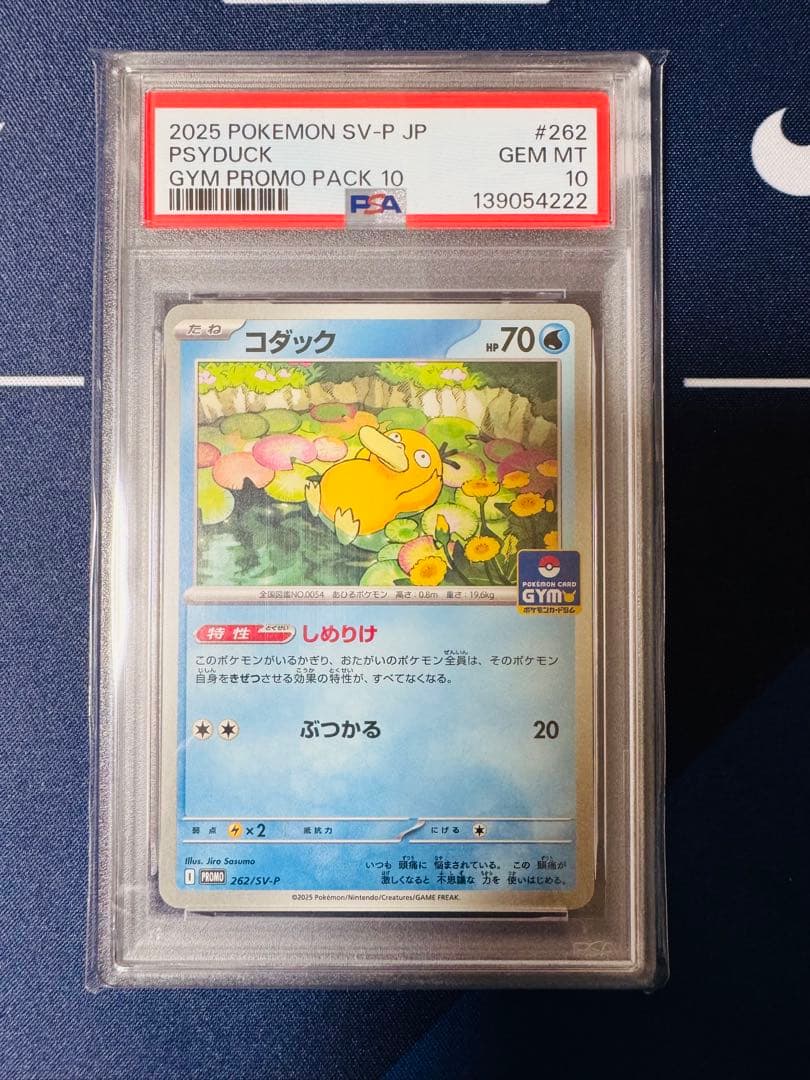 2025 POKEMON SV-P JP #262
PSYDUCK GEM MT
GYM PROMO PACK 10 10
PSA 139054222
たね コダック HP70
全国図鑑NO.0054 あひるポケモン 高さ:0.8m 重さ:19.6kg
POKÉMON CARD
GYM
ポケモンカードジム
特性 とくせい しめりけ
このポケモンがいるかぎり、おたがいのポケモン全員は、そのポケモン
自身をきぜつさせる効果の特性が、すべてなくなる。
ぶつかる 20
弱点 ×2 抵抗力 にげる
Illus. Jiro Sasumo
いつも 頭痛に 悩まされている。 この 頭痛が
激しくなると 不思議な 力を 使いはじめる。
I PROMO 262/SV-P
©2025 Pokémon/Nintendo/Creatures/GAME FREAK.